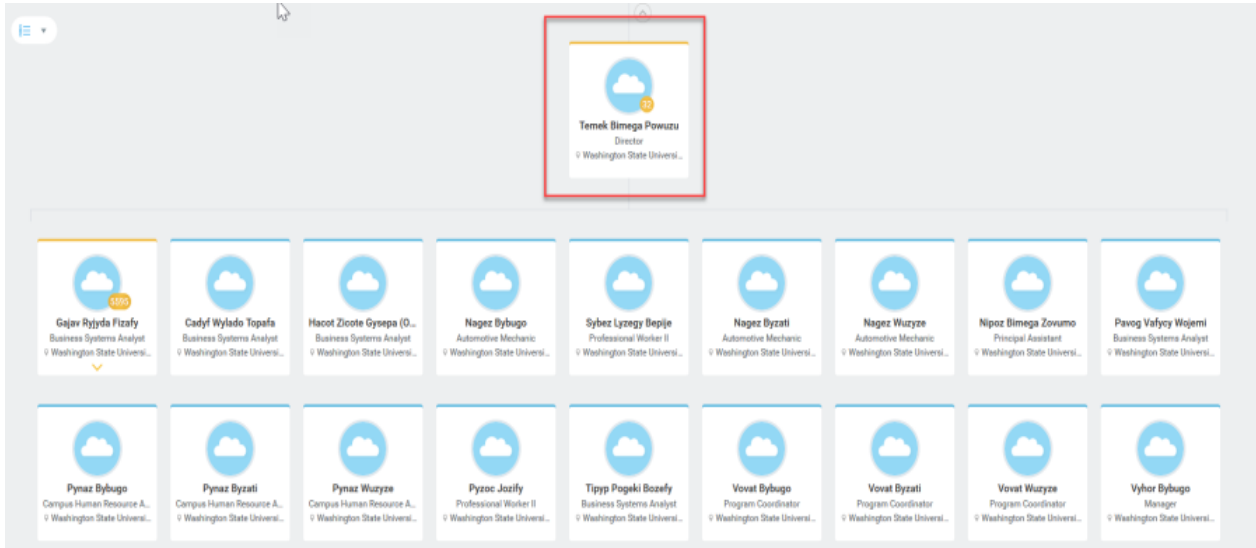 32
Temek Bimega Powuzu
Director
Washington State Universi...
5595
Gajav Ryjyda Fizafy
Business Systems Analyst
Washington State Universi...
Cadyf Wylado Topafa
Business Systems Analyst
Washington State Universi...
Hacot Zicote Gysepa (O...
Business Systems Analyst
Washington State Universi...
Nagez Bybugo
Automotive Mechanic
Washington State Universi...
Sybez Lyzegy Bepije
Professional Worker II
Washington State Universi...
Nagez Byzati
Automotive Mechanic
Washington State Universi...
Nagez Wuzyze
Automotive Mechanic
Washington State Universi...
Nipoz Bimega Zovumo
Principal Assistant
Washington State Universi...
Pavog Vafycy Wojemi
Business Systems Analyst
Washington State Universi...
Pynaz Bybugo
Campus Human Resource A...
Washington State Universi...
Pynaz Byzati
Campus Human Resource A...
Washington State Universi...
Pynaz Wuzyze
Campus Human Resource A...
Washington State Universi...
Pyzoc Jozify
Professional Worker II
Washington State Universi...
Tipyp Pogeki Bozefy
Business Systems Analyst
Washington State Universi...
Vovat Bybugo
Program Coordinator
Washington State Universi...
Vovat Byzati
Program Coordinator
Washington State Universi...
Vovat Wuzyze
Program Coordinator
Washington State Universi...
Vyhor Bybugo
Manager
Washington State Universi...